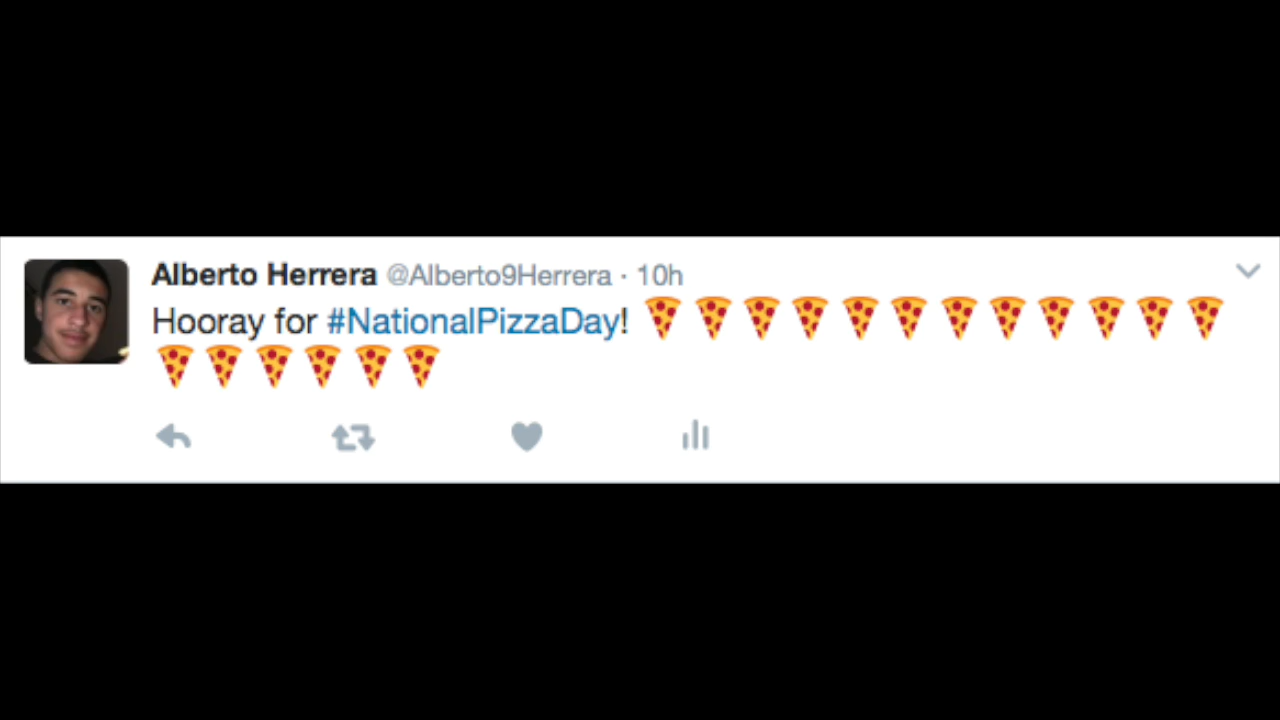 Alberto Herrera @Alberto9Herrera · 10h
Hooray for #NationalPizzaDay! 🍕🍕🍕🍕🍕🍕🍕🍕🍕🍕🍕🍕
🍕🍕🍕🍕🍕🍕